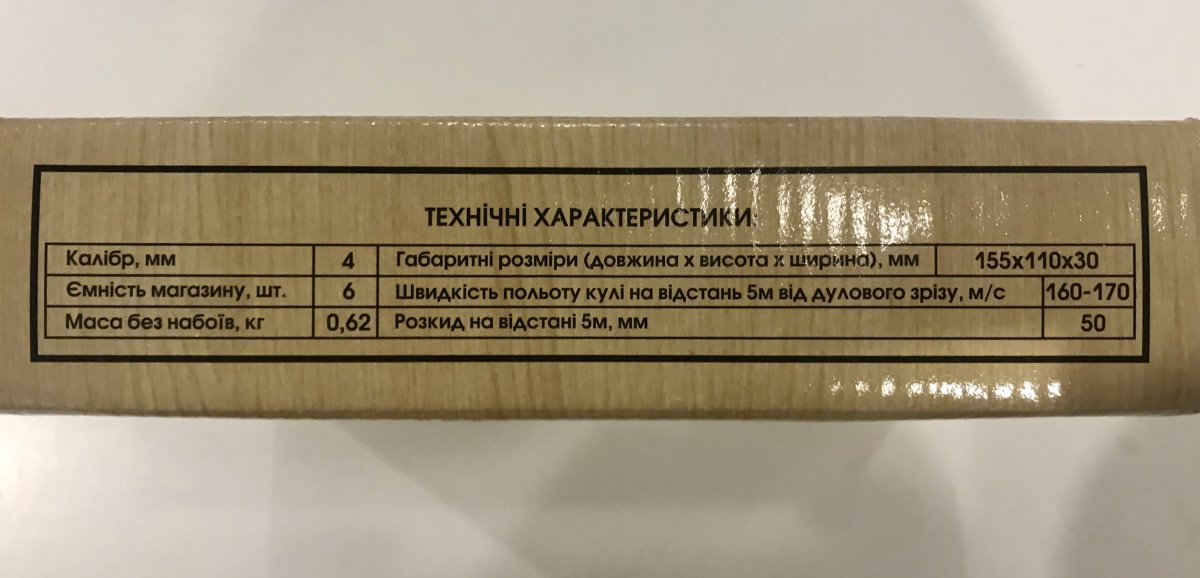 ТЕХНІЧНІ ХАРАКТЕРИСТИКИ:
Калібр, мм 4 Габаритні розміри (довжина х висота х ширина), мм 155х110х30
Ємність магазину, шт. 6 Швидкість польоту кулі на відстань 5м від дулового зрізу, м/с 160-170
Маса без набоїв, кг 0,62 Розкид на відстані 5м, мм 50